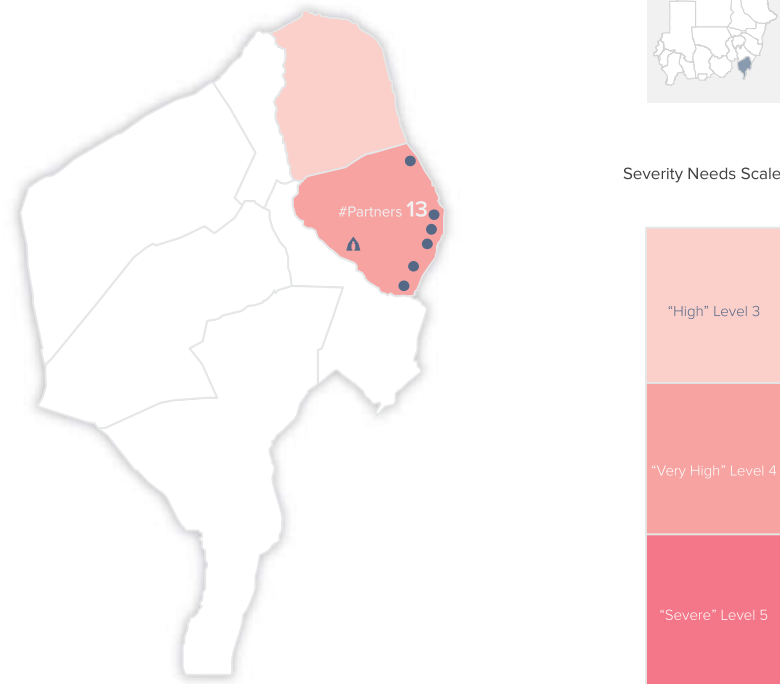 Severity Needs Scale
#Partners 13
“High” Level 3
“Very High” Level 4
“Severe” Level 5